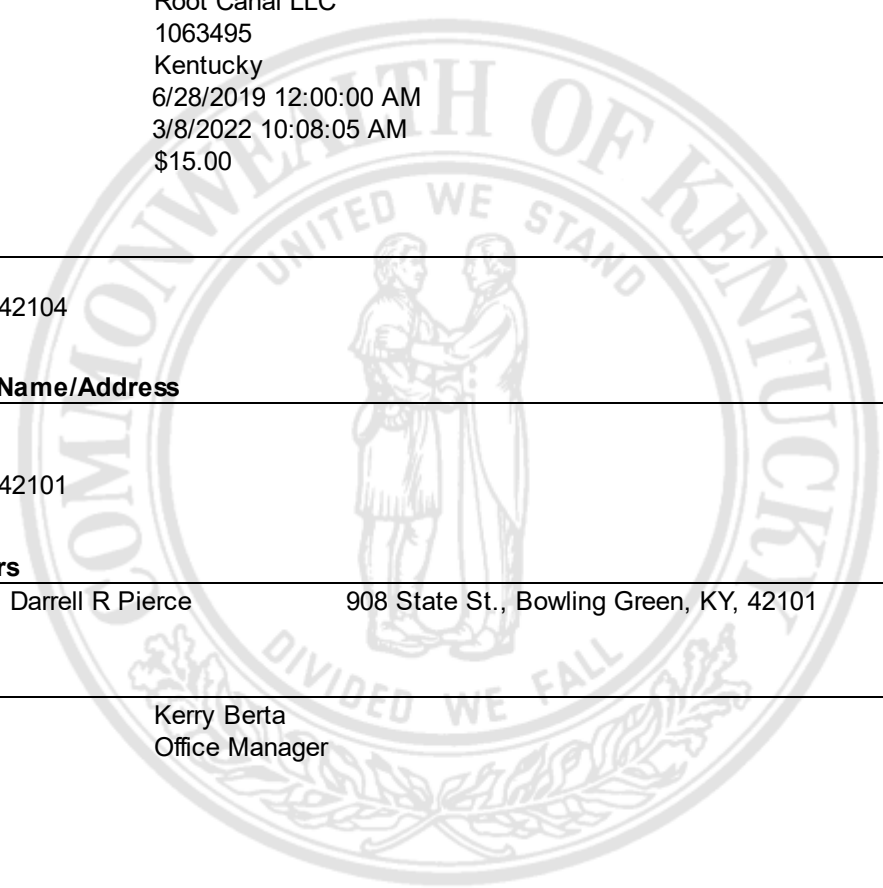 Root Canal LLC
1063495
Kentucky
6/28/2019 12:00:00 AM
3/8/2022 10:08:05 AM
$15.00
42104
Name/Address
42101
rs
Darrell R Pierce 908 State St., Bowling Green, KY, 42101
Kerry Berta
Office Manager
COMMONWEALTH OF KENTUCKY
UNITED WE STAND
DIVIDED WE FALL